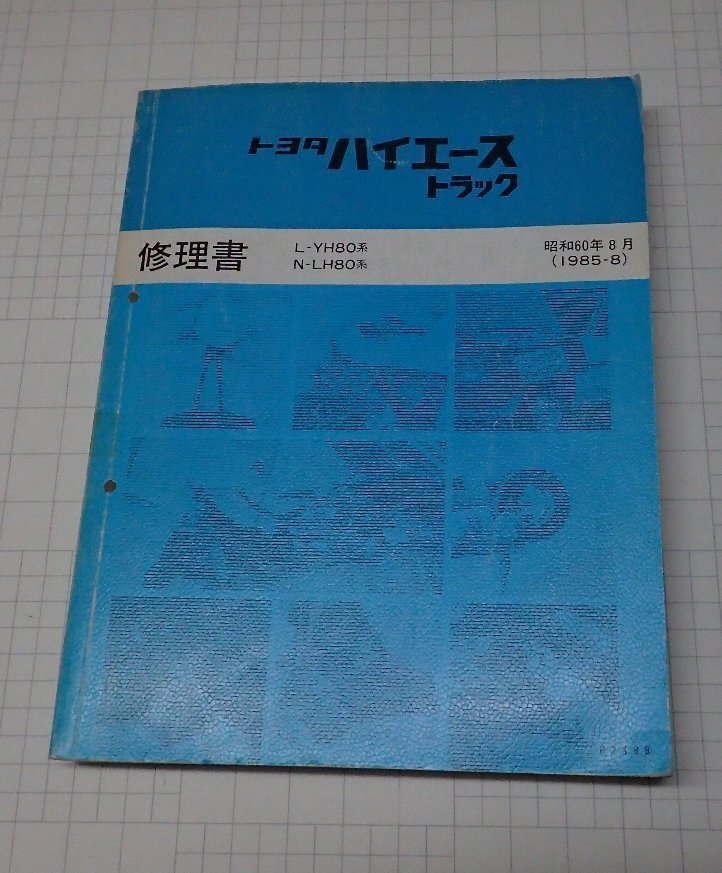 トヨタ ハイエース
トラック
修理書
L-YH80系
N-LH80系
昭和60年8月
(1985-8)